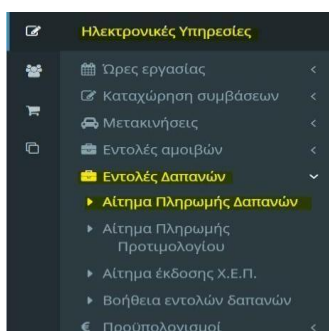 Ηλεκτρονικές Υπηρεσίες
Ώρες εργασίας
Καταχώρηση συμβάσεων
Μετακινήσεις
Εντολές αμοιβών
Εντολές Δαπανών
Αίτημα Πληρωμής Δαπανών
Αίτημα Πληρωμής
Προτιμολογίου
Αίτημα έκδοσης Χ.Ε.Π.
Βοήθεια εντολών δαπανών
Προϋπολογισμοί